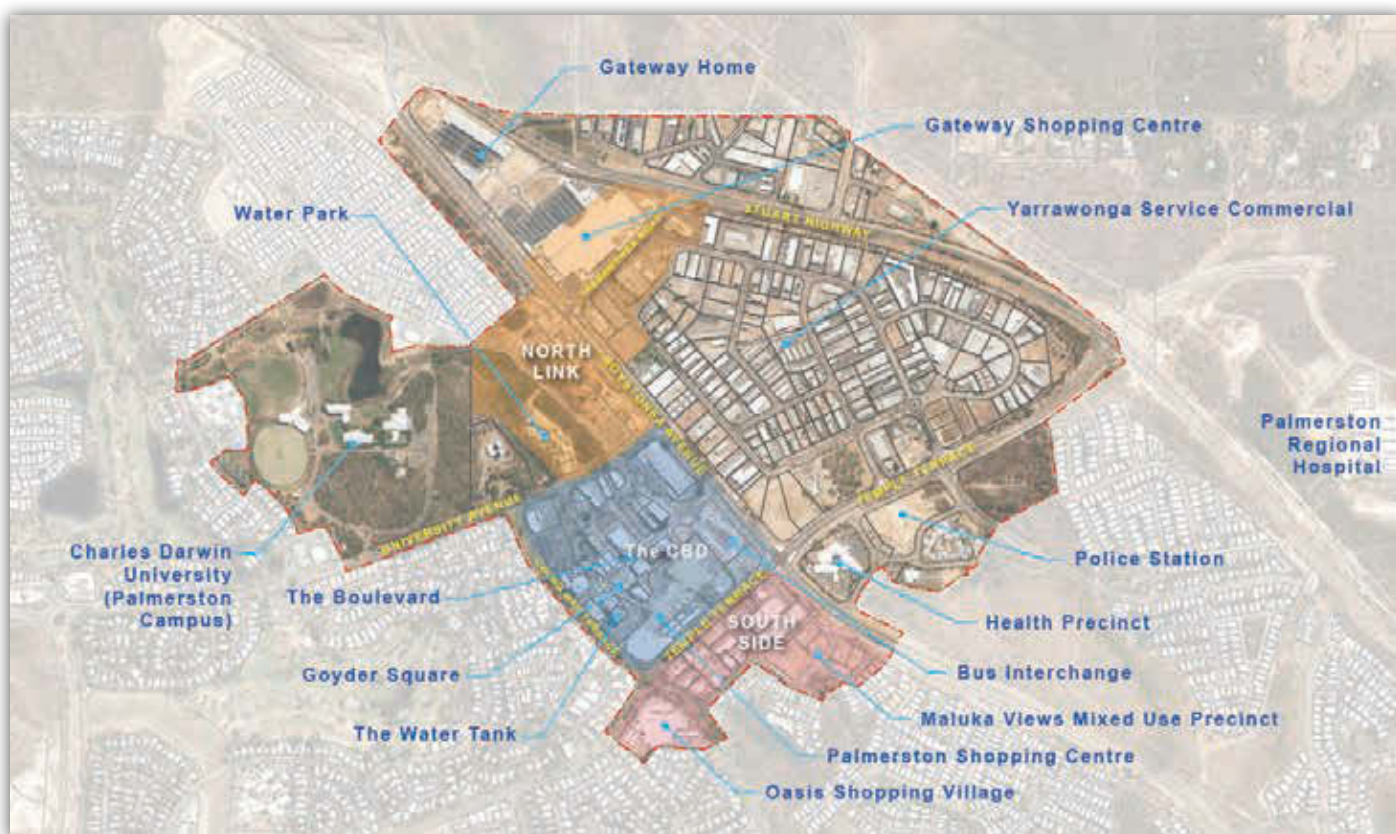 Gateway Home
Gateway Shopping Centre
Water Park
Yarrawonga Service Commercial
STUART HIGHWAY
NORTH
LINK
Palmerston
Regional
Hospital
TEMPLE TERRACE
UNIVERSITY AVENUE
Charles Darwin
University
(Palmerston
Campus)
The CBD
Police Station
The Boulevard
TEMPLE TERRACE
SOUTH
SIDE
Health Precinct
Goyder Square
Bus Interchange
Maluka Views Mixed Use Precinct
The Water Tank
Palmerston Shopping Centre
Oasis Shopping Village